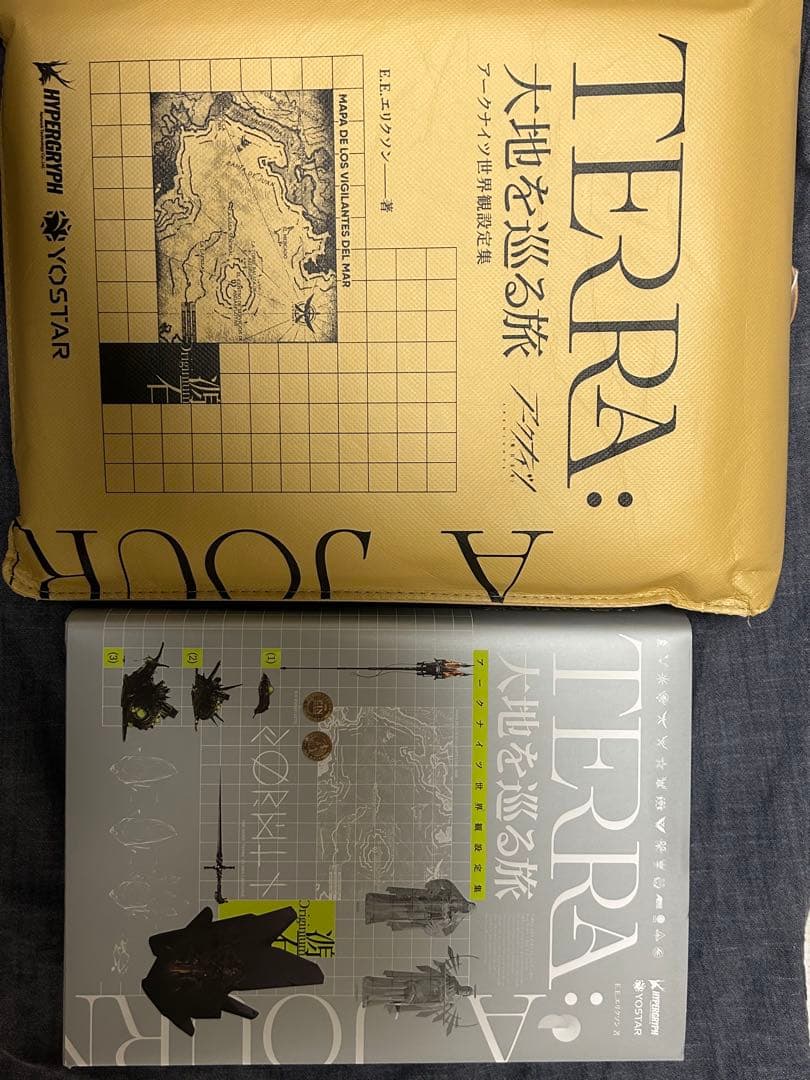 TERRA:
大地を巡る旅
アークナイツ世界観設定集
アークナイツ
E.E.エリクソン——著
MAPA DE LOS VIGILANTES DEL MAR
源石
Originium
HYPERGRYPH
YOSTAR
A JOUR
TERRA:
大地を巡る旅
アークナイツ世界観設定集
(1)
(2)
(3)
源石
Originium
HYPERGRYPH
YOSTAR
E.E.エリクソン 著
A JOURN